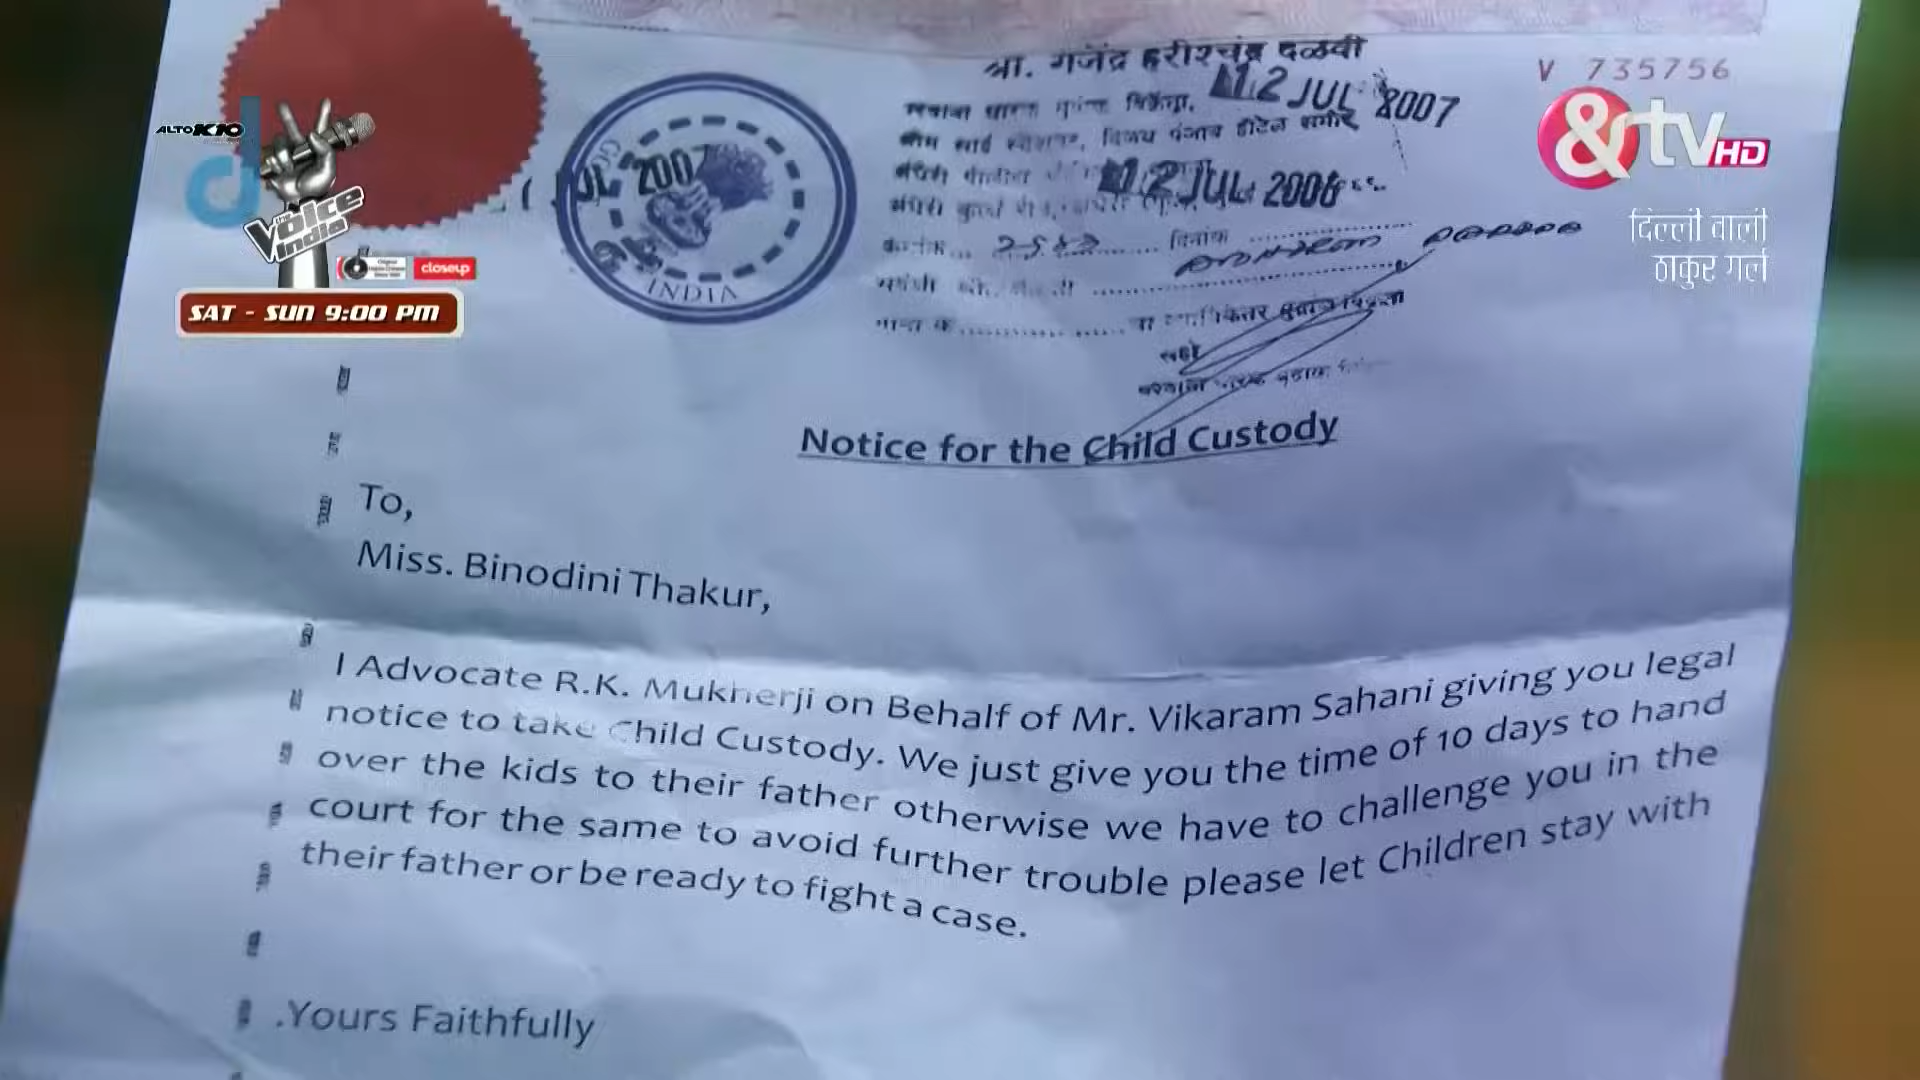 श्री. गजेंद्र हरीश्चंद्र दळवी
V 735756
12 JUL 2007
ALTO K10
&tv HD
JUL 2007
12 JUL 2006
the Voice India
दिल्ली वाली
ठाकुर गर्ल
दिनांक
closeup
INDIA
SAT - SUN 9:00 PM
Notice for the Child Custody
To,
Miss. Binodini Thakur,
I Advocate R.K. Mukherji on Behalf of Mr. Vikaram Sahani giving you legal
notice to take Child Custody. We just give you the time of 10 days to hand
over the kids to their father otherwise we have to challenge you in the
court for the same to avoid further trouble please let Children stay with
their father or be ready to fight a case.
.Yours Faithfully